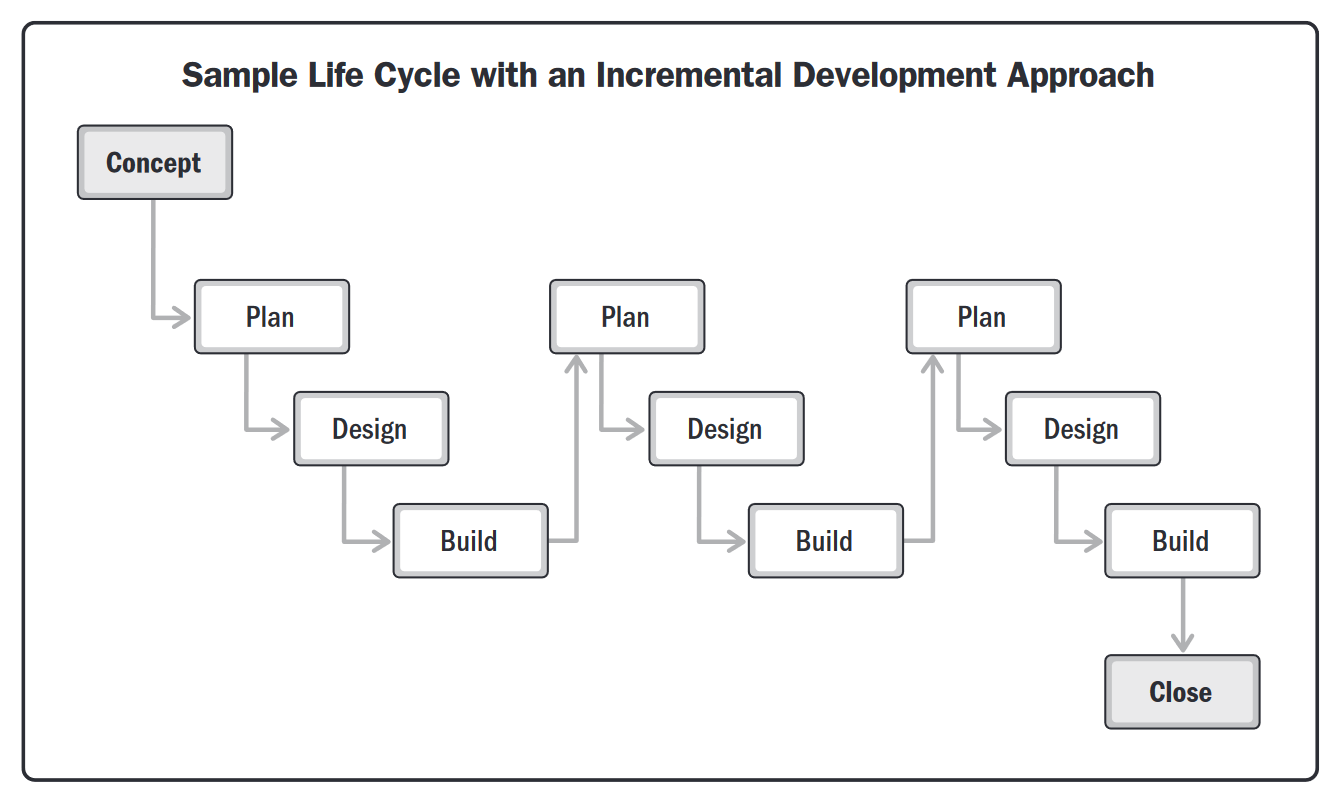 Sample Life Cycle with an Incremental Development Approach
Concept
Plan
Plan
Plan
Design
Design
Design
Build
Build
Build
Close